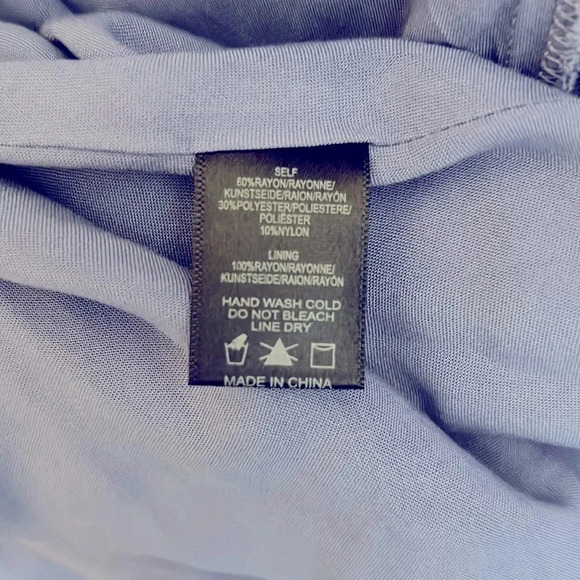 SELF
60%RAYON/RAYONNE/
KUNSTSEIDE/RAION/RAYÓN
30%POLYESTER/POLIESTERE/
POLIÉSTER
10%NYLON
LINING
100%RAYON/RAYONNE/
KUNSTSEIDE/RAION/RAYÓN
HAND WASH COLD
DO NOT BLEACH
LINE DRY
MADE IN CHINA